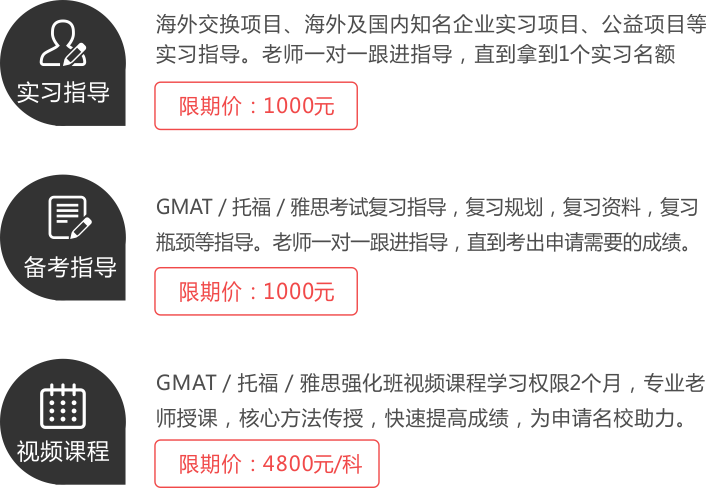 海外交换项目、海外及国内知名企业实习项目、公益项目等
实习指导。老师一对一跟进指导，直到拿到1个实习名额
实习指导
限期价：1000元
GMAT / 托福 / 雅思考试复习指导，复习规划，复习资料，复习
瓶颈等指导。老师一对一跟进指导，直到考出申请需要的成绩。
备考指导
限期价：1000元
GMAT / 托福 / 雅思强化班视频课程学习权限2个月，专业老
师授课，核心方法传授，快速提高成绩，为申请名校助力。
视频课程
限期价：4800元/科